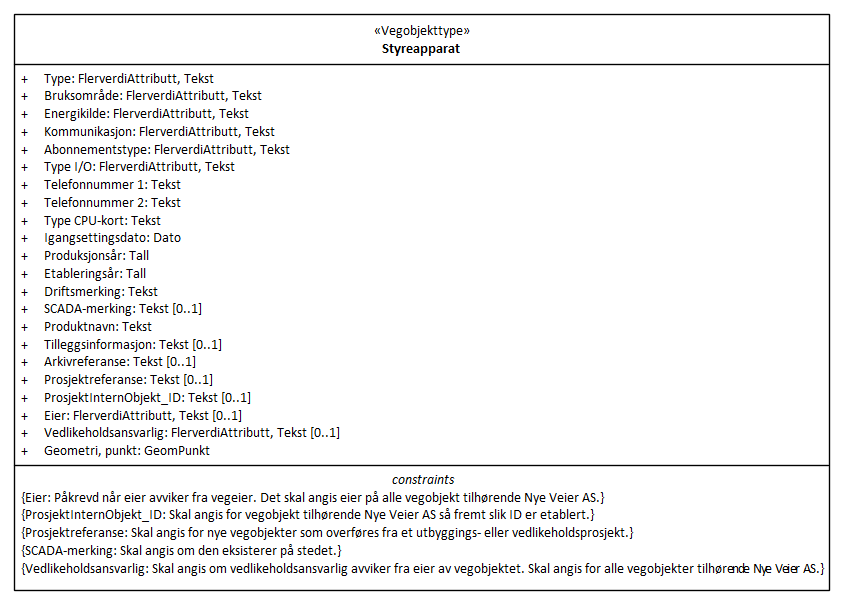 «Vegobjekttype»
Styreapparat
+ Type: FlerverdiAttributt, Tekst
+ Bruksområde: FlerverdiAttributt, Tekst
+ Energikilde: FlerverdiAttributt, Tekst
+ Kommunikasjon: FlerverdiAttributt, Tekst
+ Abonnementstype: FlerverdiAttributt, Tekst
+ Type I/O: FlerverdiAttributt, Tekst
+ Telefonnummer 1: Tekst
+ Telefonnummer 2: Tekst
+ Type CPU-kort: Tekst
+ Igangsettingsdato: Dato
+ Produksjonsår: Tall
+ Etableringsår: Tall
+ Driftsmerking: Tekst
+ SCADA-merking: Tekst [0..1]
+ Produktnavn: Tekst
+ Tilleggsinformasjon: Tekst [0..1]
+ Arkivreferanse: Tekst [0..1]
+ Prosjektreferanse: Tekst [0..1]
+ ProsjektInternObjekt_ID: Tekst [0..1]
+ Eier: FlerverdiAttributt, Tekst [0..1]
+ Vedlikeholdsansvarlig: FlerverdiAttributt, Tekst [0..1]
+ Geometri, punkt: GeomPunkt
constraints
{Eier: Påkrevd når eier avviker fra vegeier. Det skal angis eier på alle vegobjekt tilhørende Nye Veier AS.}
{ProsjektInternObjekt_ID: Skal angis for vegobjekt tilhørende Nye Veier AS så fremt slik ID er etablert.}
{Prosjektreferanse: Skal angis for nye vegobjekter som overføres fra et utbyggings- eller vedlikeholdsprosjekt.}
{SCADA-merking: Skal angis om den eksisterer på stedet.}
{Vedlikeholdsansvarlig: Skal angis om vedlikeholdsansvarlig avviker fra eier av vegobjektet. Skal angis for alle vegobjekter tilhørende Nye Veier AS.}